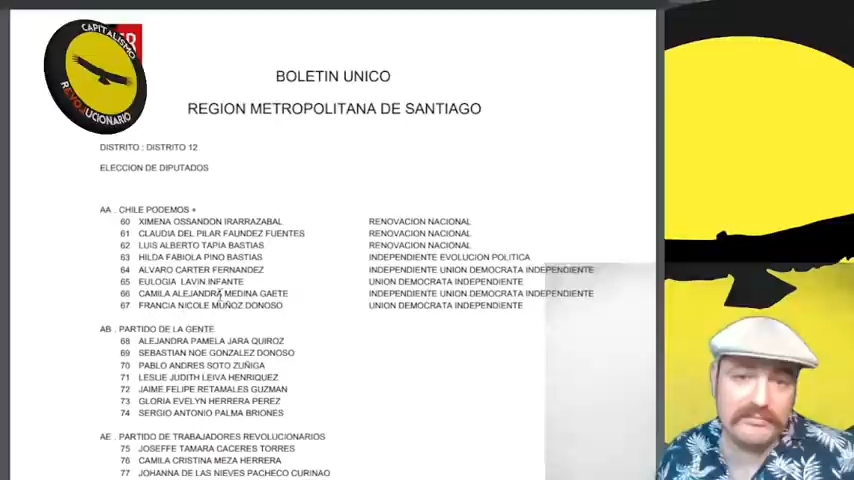 CAPITALISMO
REVOLUCIONARIO
BOLETIN UNICO
REGION METROPOLITANA DE SANTIAGO
DISTRITO : DISTRITO 12
ELECCION DE DIPUTADOS
AA . CHILE PODEMOS +
60 XIMENA OSSANDON IRARRAZABAL RENOVACION NACIONAL
61 CLAUDIA DEL PILAR FAUNDEZ FUENTES RENOVACION NACIONAL
62 LUIS ALBERTO TAPIA BASTIAS RENOVACION NACIONAL
63 HILDA FABIOLA PINO BASTIAS INDEPENDIENTE EVOLUCION POLITICA
64 ALVARO CARTER FERNANDEZ INDEPENDIENTE UNION DEMOCRATA INDEPENDIENTE
65 EULOGIA LAVIN INFANTE UNION DEMOCRATA INDEPENDIENTE
66 CAMILA ALEJANDRA MEDINA GAETE INDEPENDIENTE UNION DEMOCRATA INDEPENDIENTE
67 FRANCIA NICOLE MUÑOZ DONOSO UNION DEMOCRATA INDEPENDIENTE
AB . PARTIDO DE LA GENTE
68 ALEJANDRA PAMELA JARA QUIROZ
69 SEBASTIAN NOE GONZALEZ DONOSO
70 PABLO ANDRES SOTO ZUÑIGA
71 LESLIE JUDITH LEIVA HENRIQUEZ
72 JAIME FELIPE RETAMALES GUZMAN
73 GLORIA EVELYN HERRERA PEREZ
74 SERGIO ANTONIO PALMA BRIONES
AE . PARTIDO DE TRABAJADORES REVOLUCIONARIOS
75 JOSEFFE TAMARA CACERES TORRES
76 CAMILA CRISTINA MEZA HERRERA
77 JOHANNA DE LAS NIEVES PACHECO CURINAO